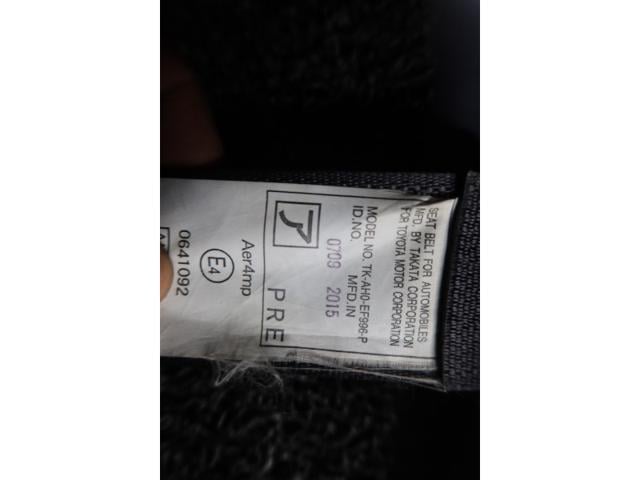 SEAT BELT FOR AUTOMOBILES
MFD. BY TAKATA CORPORATION
FOR TOYOTA MOTOR CORPORATION
MODEL NO. TK-AH0-EF996-P
ID.NO. MFD.IN
0709 2015
ア PRE
Aer4mp
E4
0641092